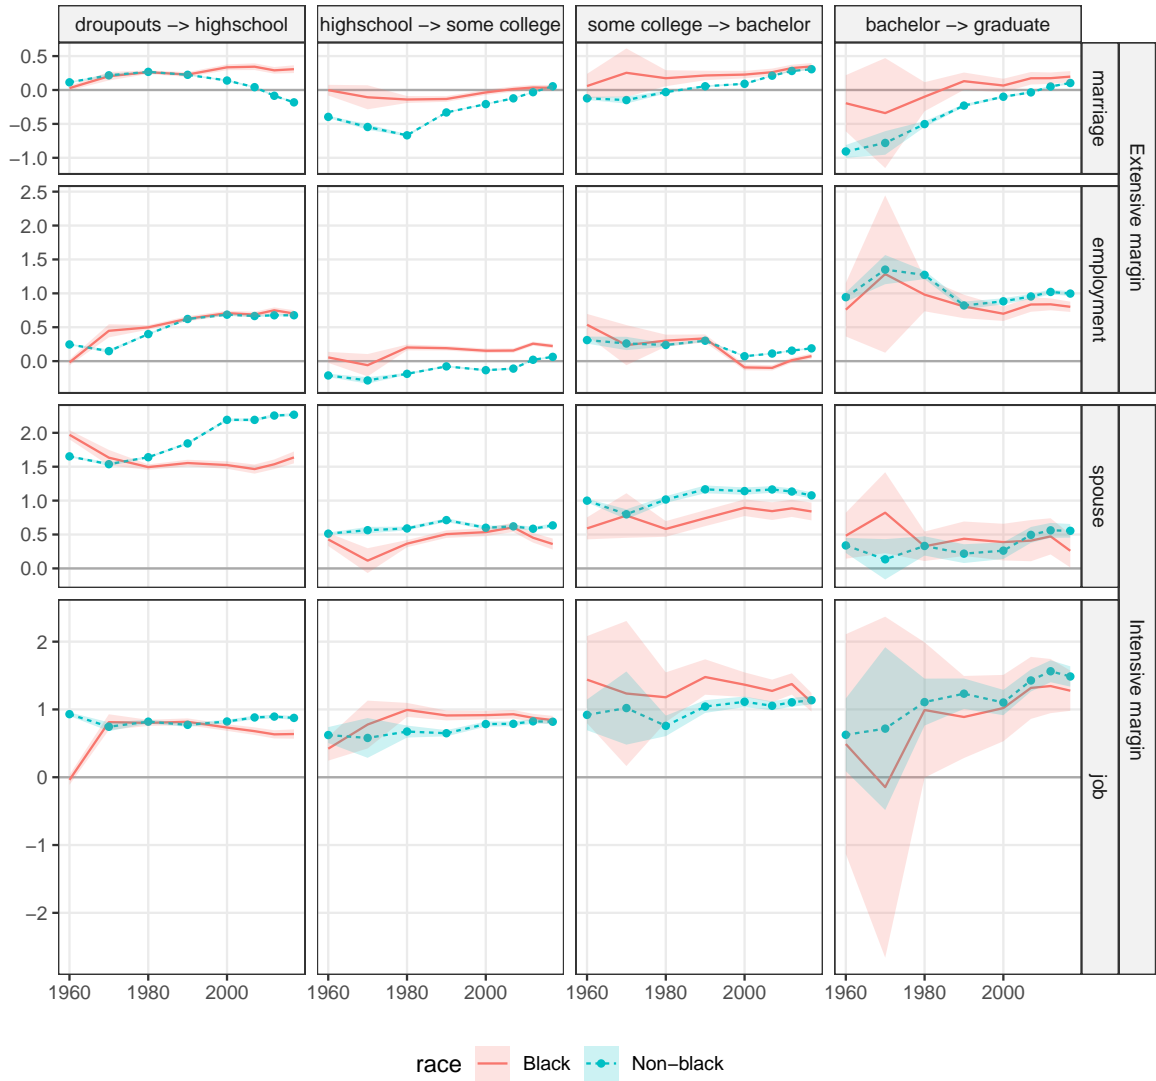 droupouts −> highschool
highschool −> some college
some college −> bachelor
bachelor −> graduate
0.5
0.0
−0.5
−1.0
marriage
Extensive margin
2.5
2.0
1.5
1.0
0.5
0.0
employment
2.0
1.5
1.0
0.5
0.0
spouse
Intensive margin
2
1
0
−1
−2
job
1960 1980 2000
1960 1980 2000
1960 1980 2000
1960 1980 2000
race Black Non−black